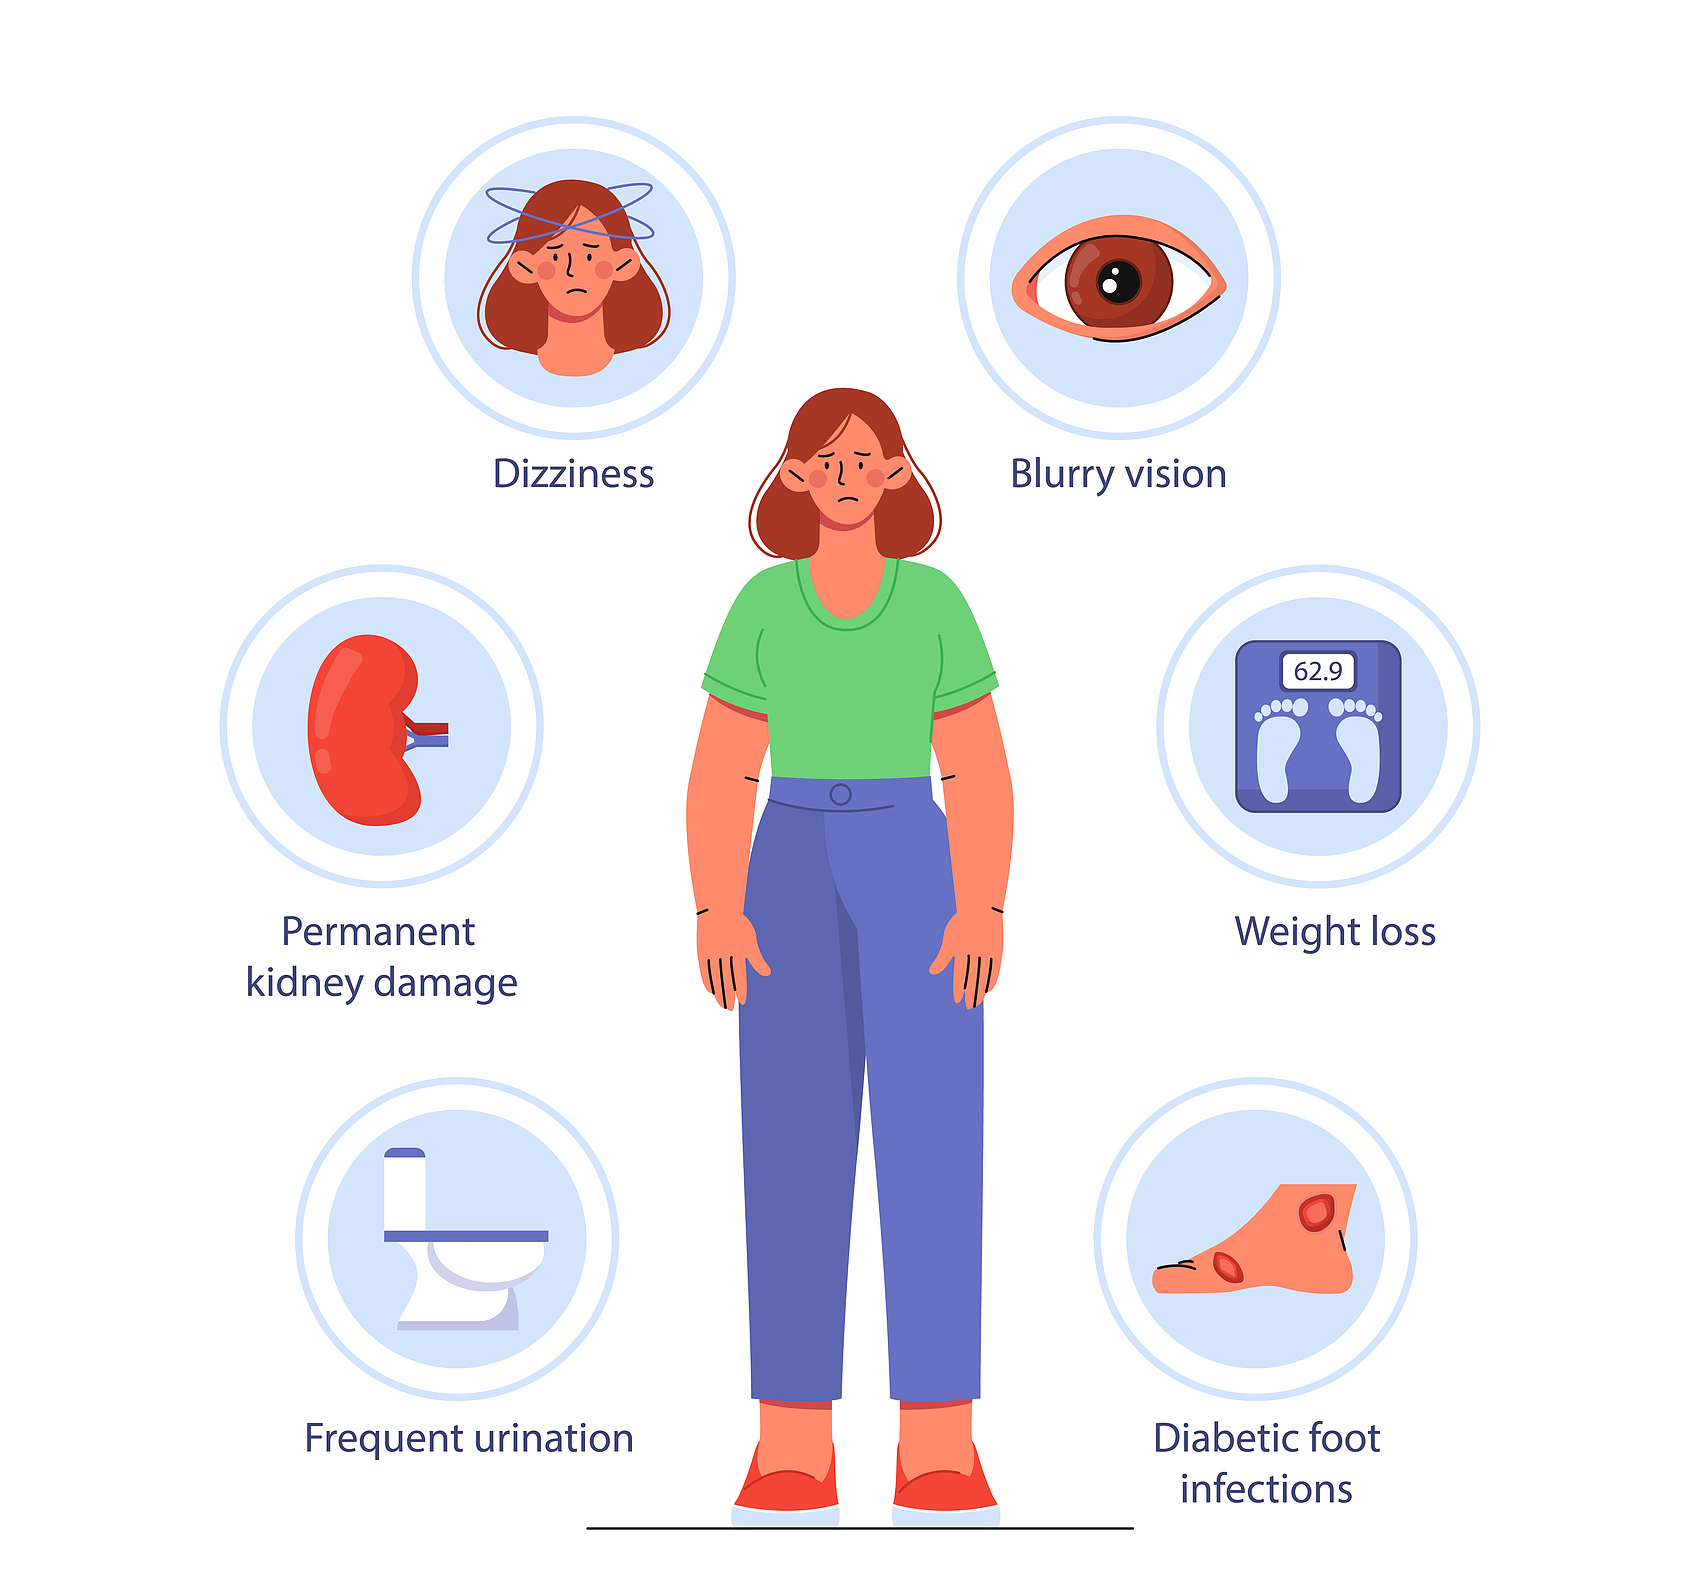 Dizziness
Blurry vision
62.9
Permanent
kidney damage
Weight loss
Frequent urination
Diabetic foot
infections